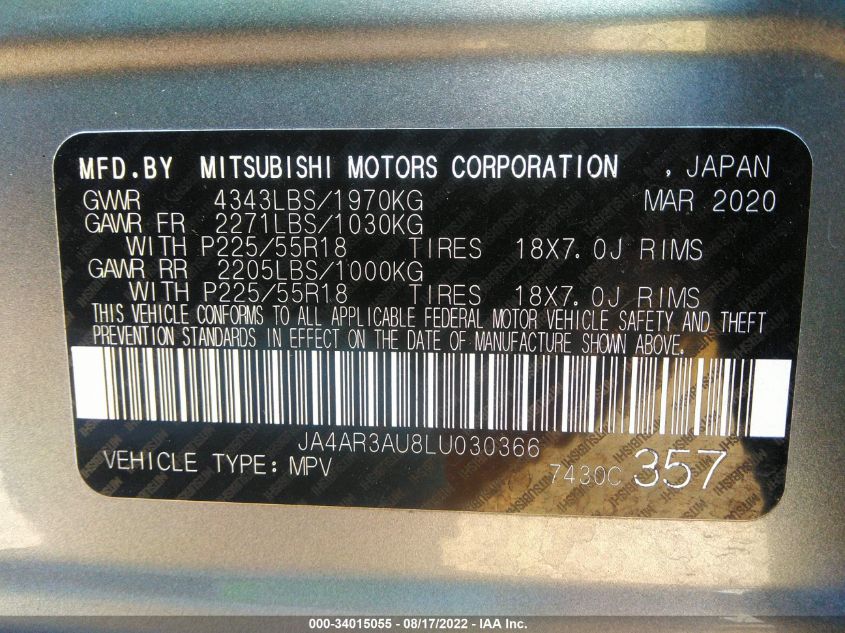 MFD.BY MITSUBISHI MOTORS CORPORATION , JAPAN
GVWR 4343LBS/1970KG MAR 2020
GAWR FR 2271LBS/1030KG
WITH P225/55R18 TIRES 18X7.0J RIMS
GAWR RR 2205LBS/1000KG
WITH P225/55R18 TIRES 18X7.0J RIMS
THIS VEHICLE CONFORMS TO ALL APPLICABLE FEDERAL MOTOR VEHICLE SAFETY AND THEFT
PREVENTION STANDARDS IN EFFECT ON THE DATE OF MANUFACTURE SHOWN ABOVE.
JA4AR3AU8LU030366
VEHICLE TYPE: MPV 7430C 357
000-34015055 - 08/17/2022 - IAA Inc.